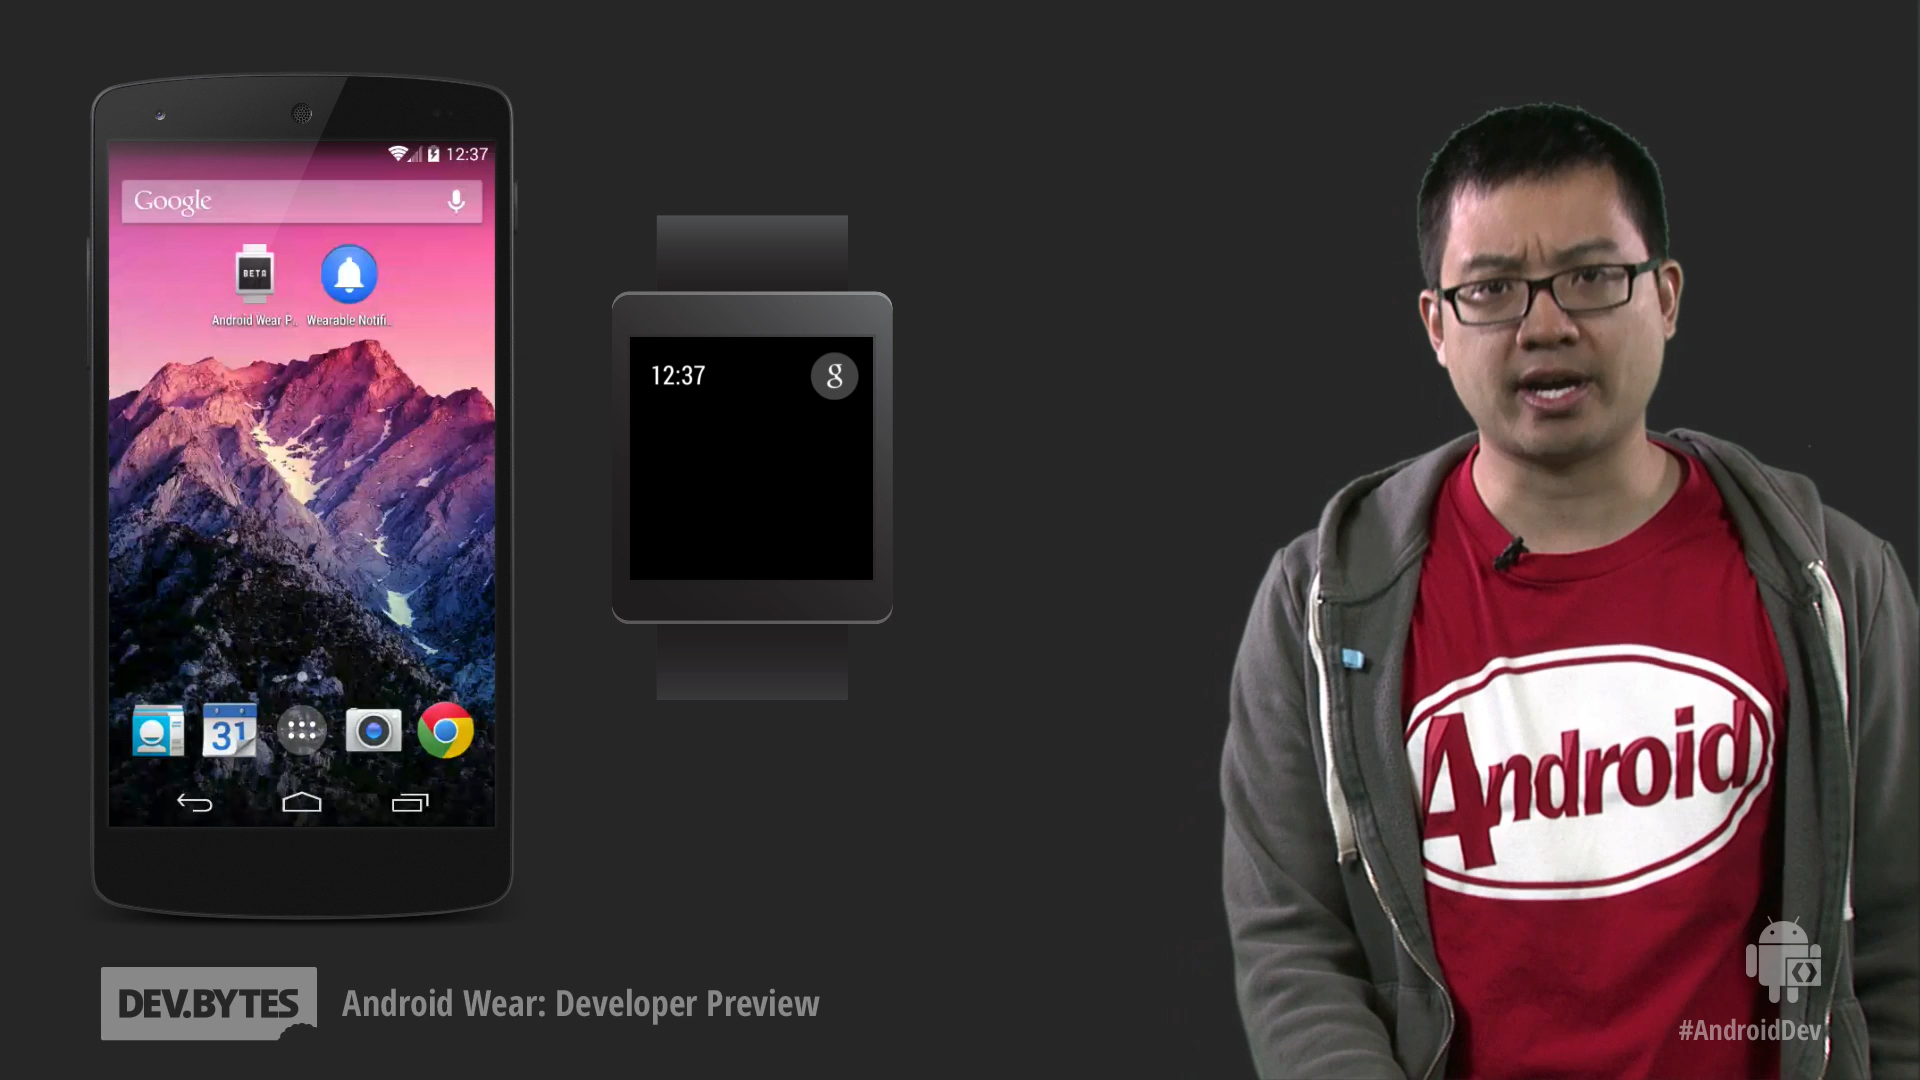 12:37
Google
BETA
Android Wear P..
Wearable Notifi..
31
12:37
g
Android
DEV.BYTES
Android Wear: Developer Preview
#AndroidDev